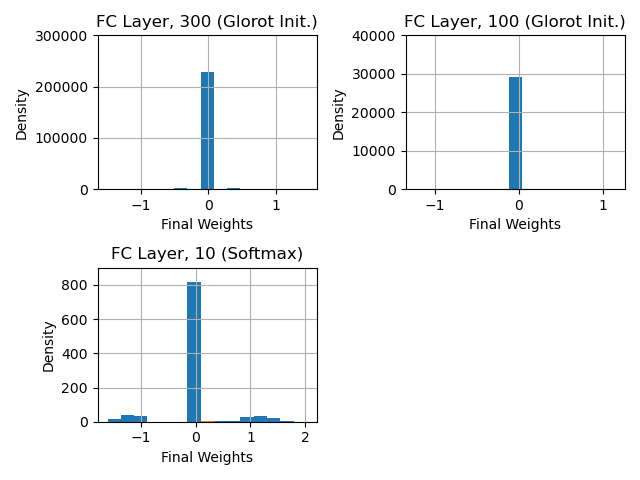 FC Layer, 300 (Glorot Init.)
300000
200000
100000
0
Density
−1 0 1
Final Weights
FC Layer, 100 (Glorot Init.)
40000
30000
20000
10000
0
Density
−1 0 1
Final Weights
FC Layer, 10 (Softmax)
800
600
400
200
0
Density
−1 0 1 2
Final Weights